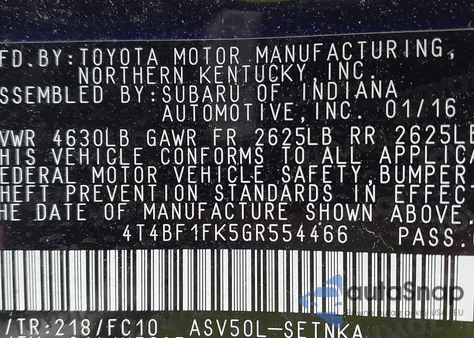 FD.BY:TOYOTA MOTOR MANUFACTURING,
NORTHERN KENTUCKY, INC.
SSEMBLED BY:SUBARU OF INDIANA
AUTOMOTIVE,INC. 01/16
VWR 4630LB GAWR FR 2625LB RR 2625LB
HIS VEHICLE CONFORMS TO ALL APPLICA
EDERAL MOTOR VEHICLE SAFETY, BUMPER
HEFT PREVENTION STANDARDS IN EFFEC
HE DATE OF MANUFACTURE SHOWN ABOVE.
4T4BF1FK5GR554466 PASS.
autoSnap
/TR:218/FC10 ASV50L-SETNKA